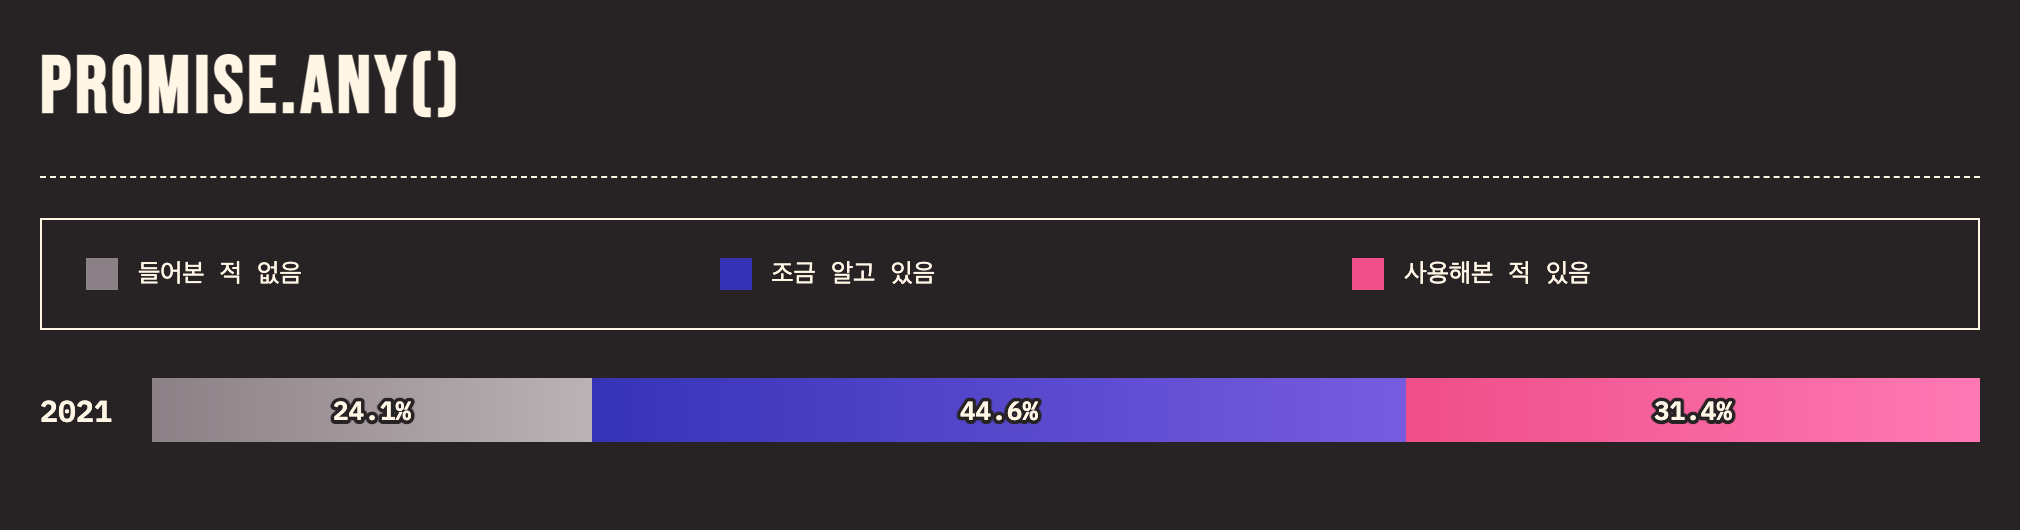 PROMISE.ANY()
들어본 적 없음 조금 알고 있음 사용해본 적 있음
2021 24.1% 44.6% 31.4%